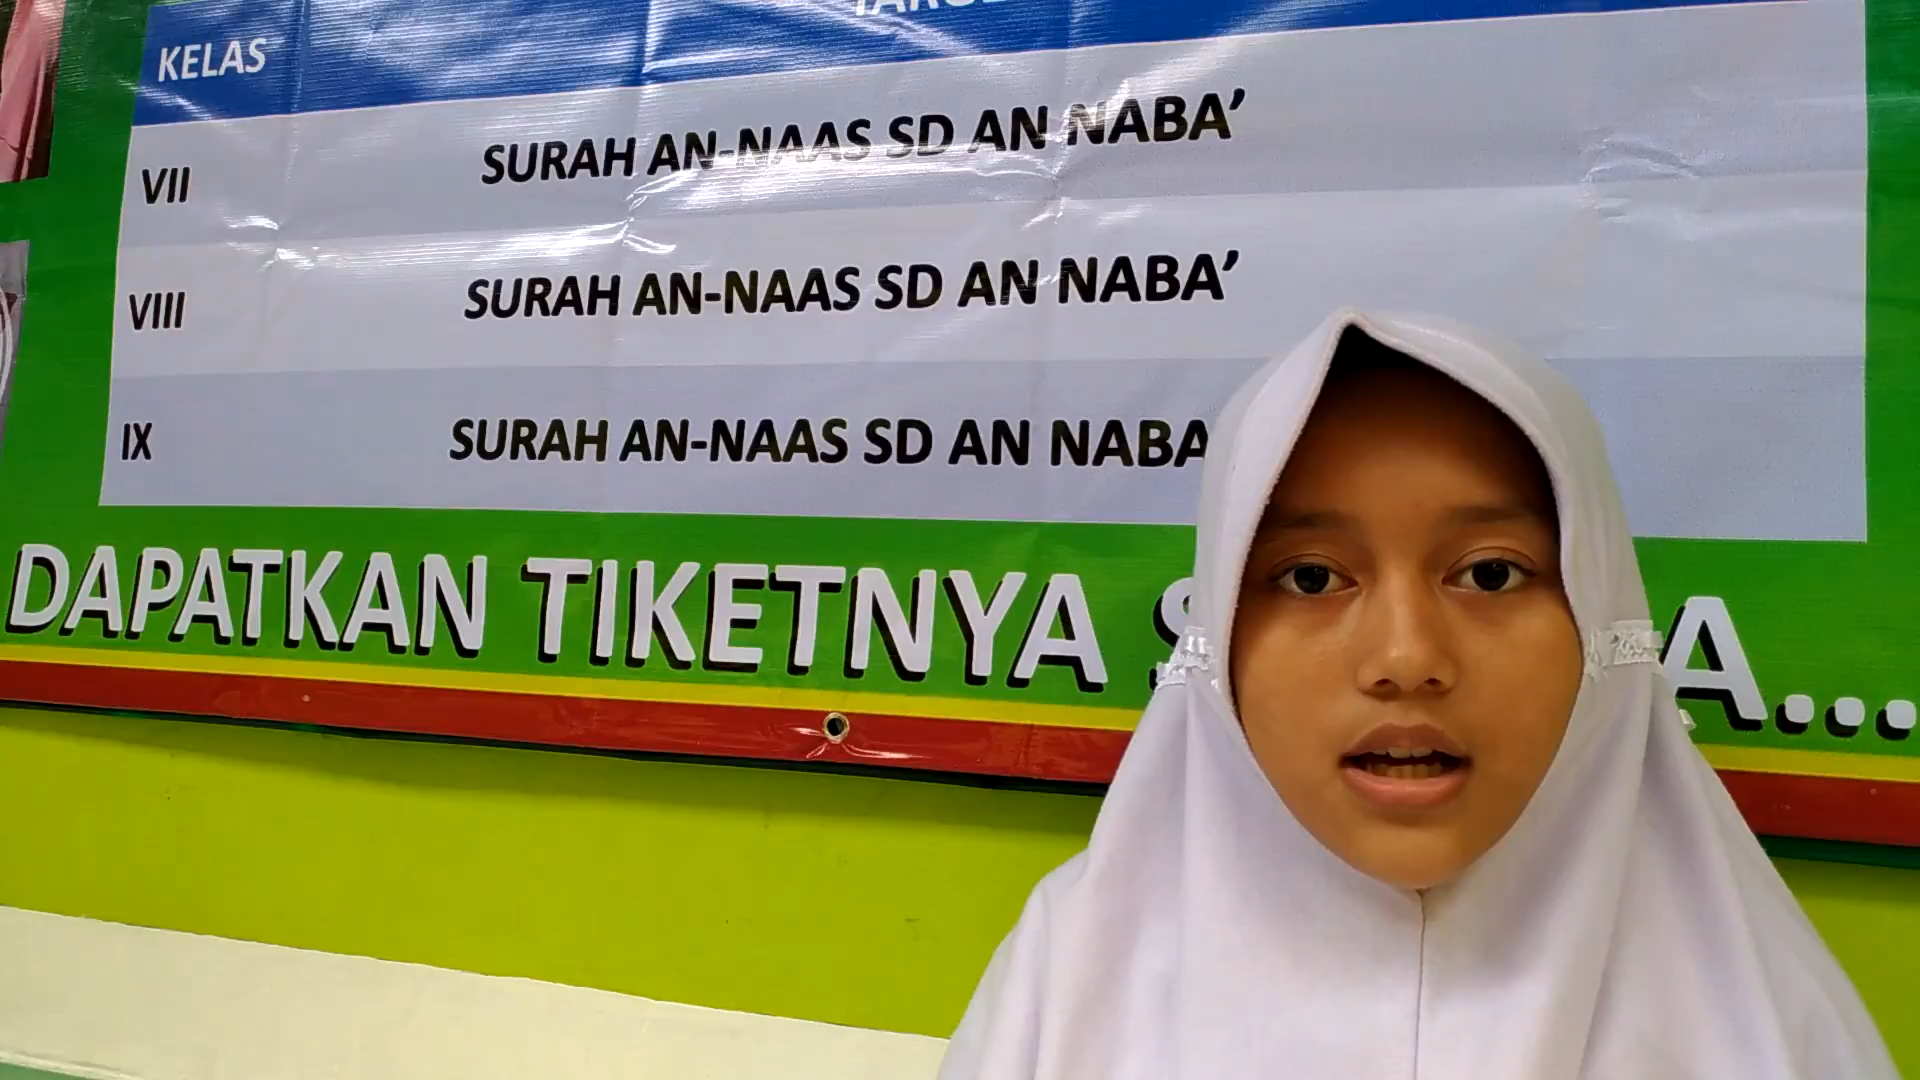 KELAS
VII SURAH AN-NAAS SD AN NABA’
VIII SURAH AN-NAAS SD AN NABA’
IX SURAH AN-NAAS SD AN NABA
DAPATKAN TIKETNYA